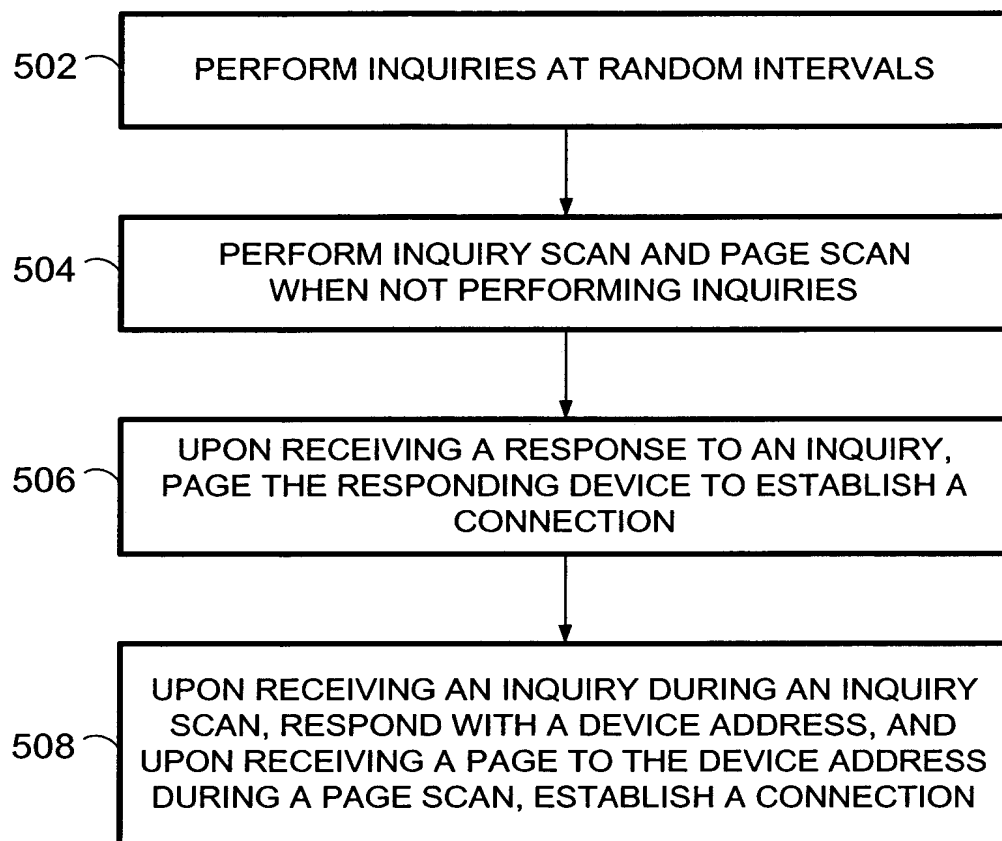 502
PERFORM INQUIRIES AT RANDOM INTERVALS
504
PERFORM INQUIRY SCAN AND PAGE SCAN
WHEN NOT PERFORMING INQUIRIES
506
UPON RECEIVING A RESPONSE TO AN INQUIRY,
PAGE THE RESPONDING DEVICE TO ESTABLISH A
CONNECTION
508
UPON RECEIVING AN INQUIRY DURING AN INQUIRY
SCAN, RESPOND WITH A DEVICE ADDRESS, AND
UPON RECEIVING A PAGE TO THE DEVICE ADDRESS
DURING A PAGE SCAN, ESTABLISH A CONNECTION